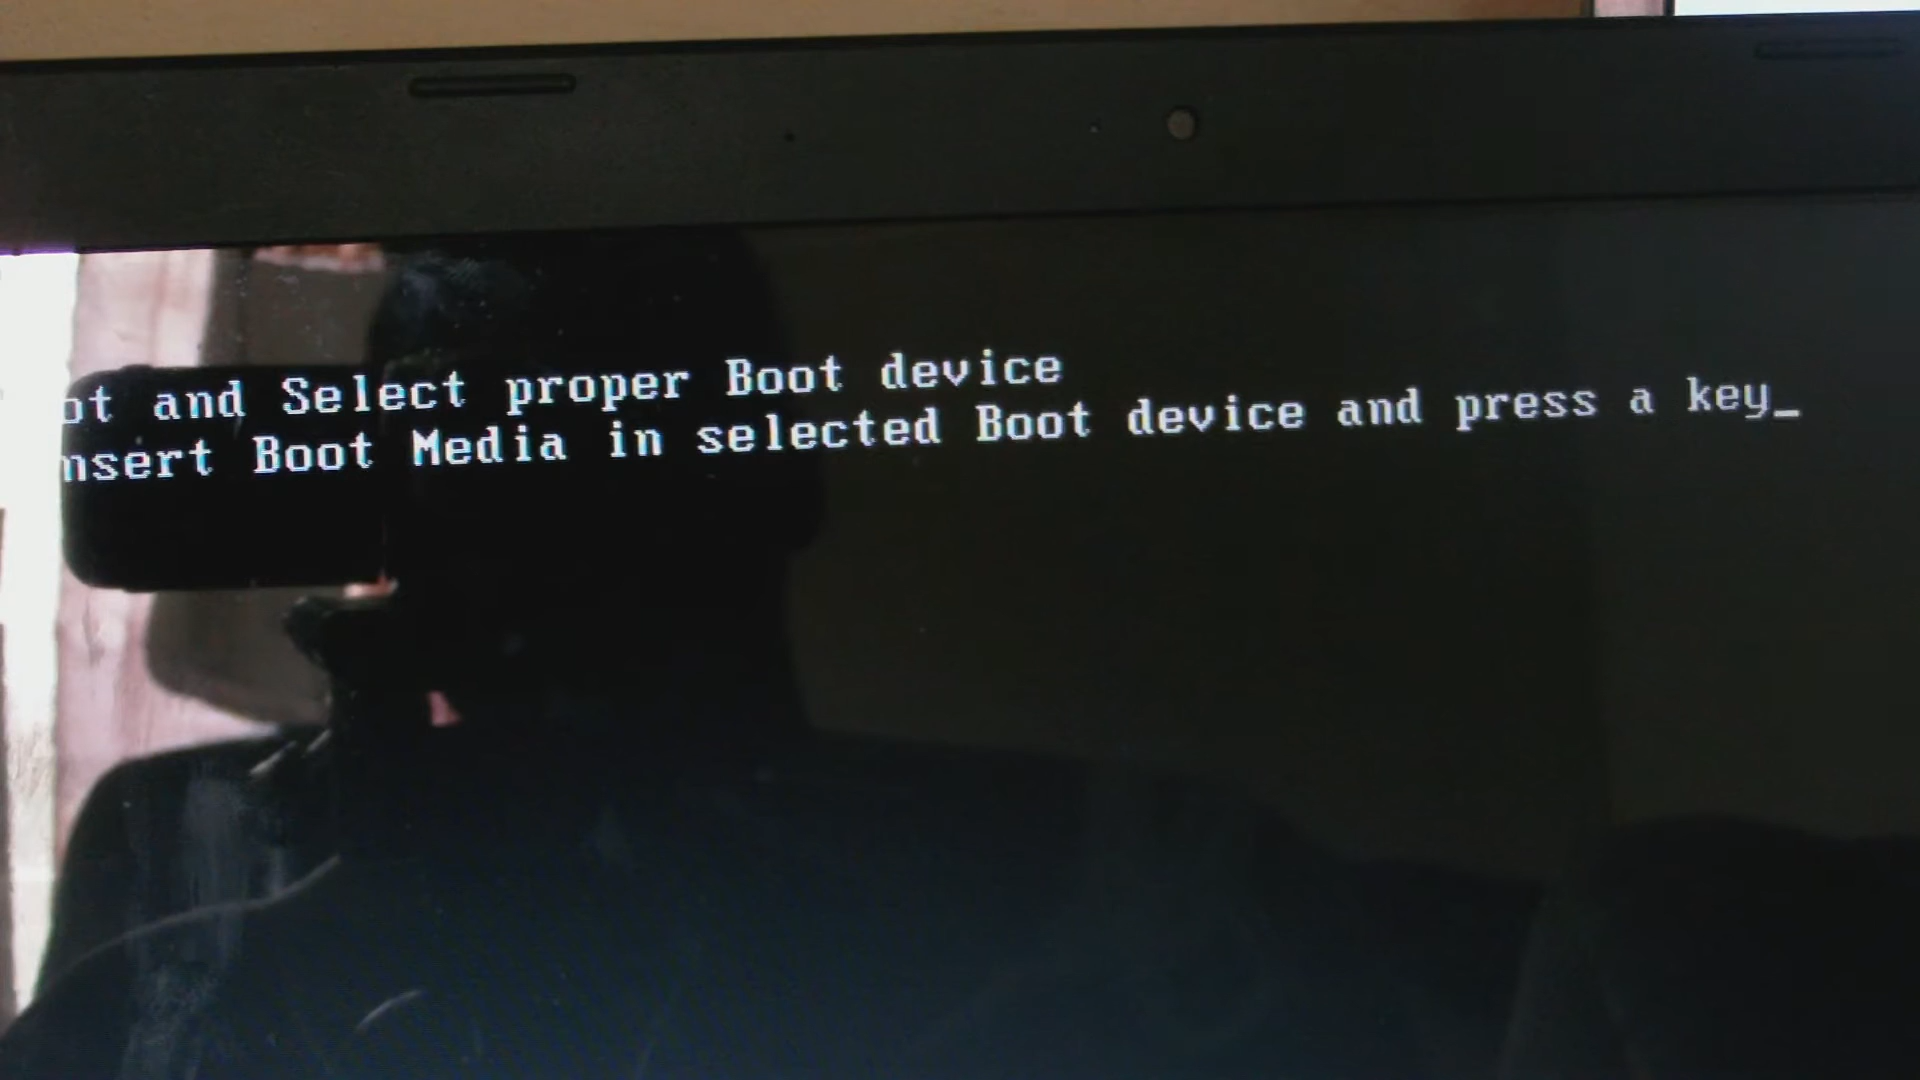 ot and Select proper Boot device
nsert Boot Media in selected Boot device and press a key_